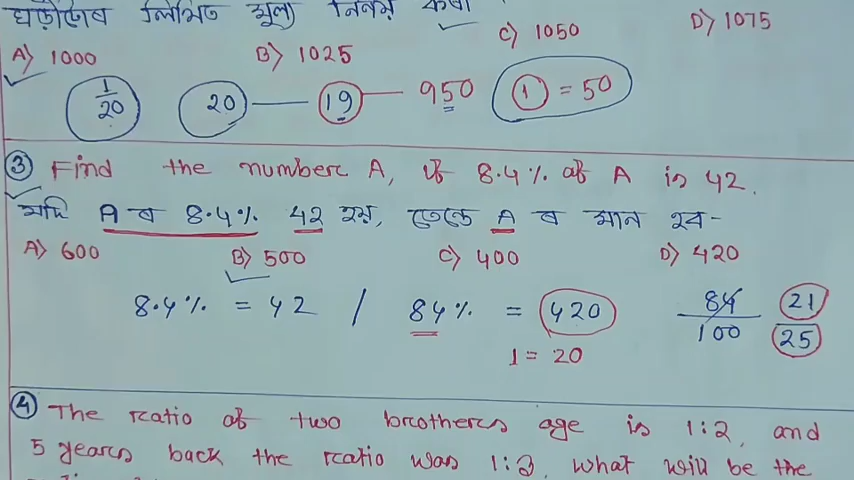 A) 1000 B) 1025 C) 1050 D) 1075
1/20 20 — 19 — 950 1 = 50
③ Find the number A, if 8.4% of A is 42.
যদি A ৰ 8.4% 42 হয়, তেন্তে A ৰ মান হব-
A) 600 B) 500 C) 400 D) 420
8.4% = 42 / 84% = 420 84/100 21/25
1 = 20
④ The ratio of two brothers age is 1:2, and
5 years back the ratio was 1:3, what will be the